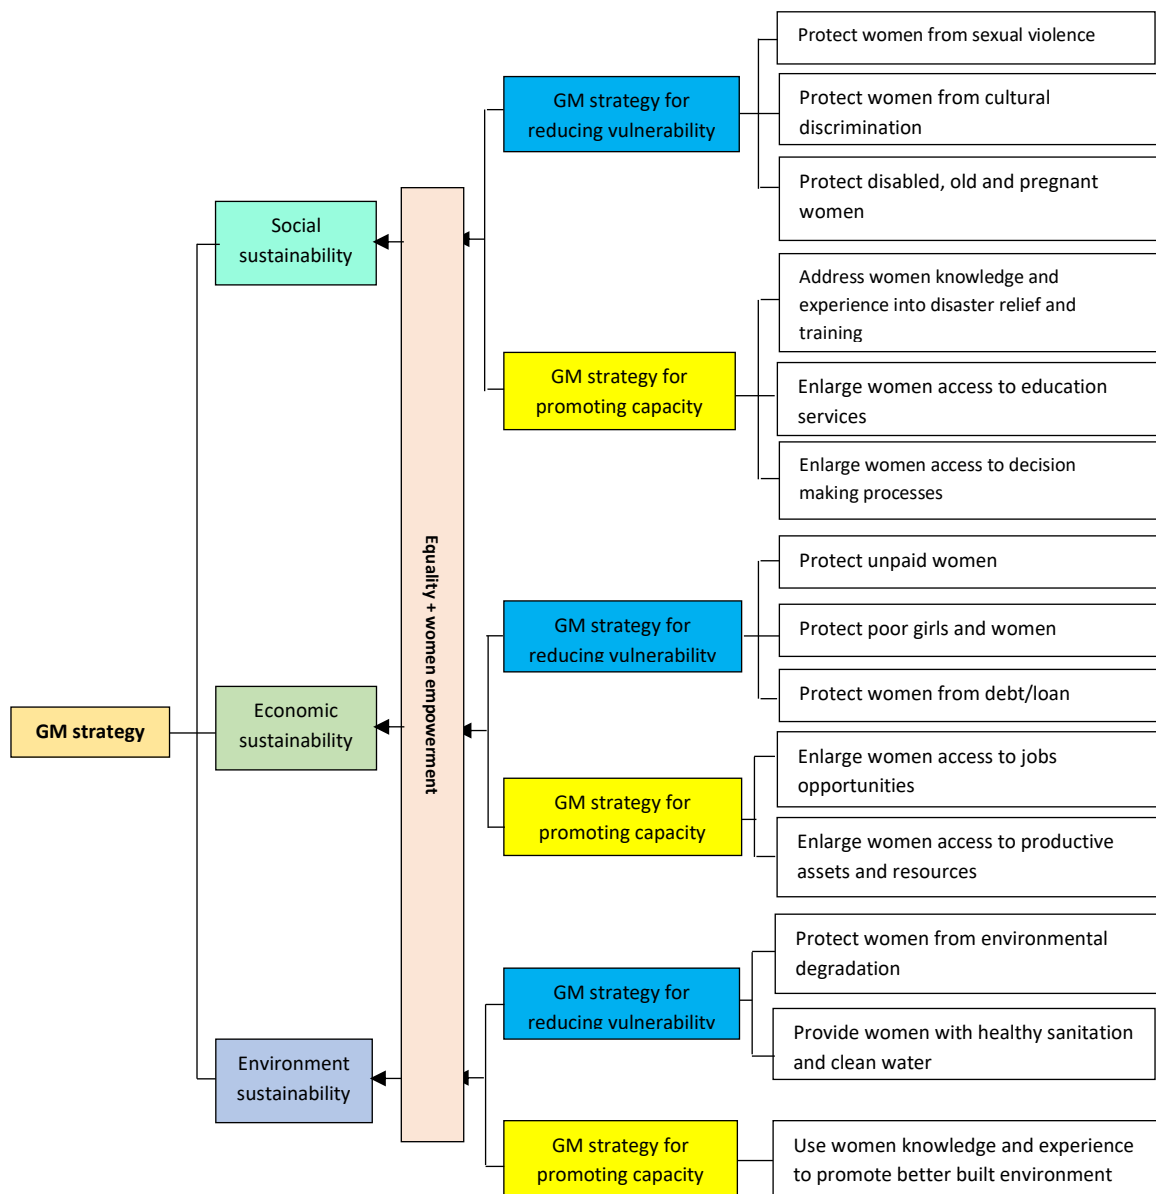 Protect women from sexual violence
GM strategy for
reducing vulnerability
Protect women from cultural
discrimination
Protect disabled, old and pregnant
women
Social
sustainability
Address women knowledge and
experience into disaster relief and
training
GM strategy for
promoting capacity
Enlarge women access to education
services
Enlarge women access to decision
making processes
Equality + women empowerment
Protect unpaid women
GM strategy for
reducing vulnerability
Protect poor girls and women
Protect women from debt/loan
GM strategy
Economic
sustainability
Enlarge women access to jobs
opportunities
GM strategy for
promoting capacity
Enlarge women access to productive
assets and resources
Protect women from environmental
degradation
GM strategy for
reducing vulnerability
Provide women with healthy sanitation
and clean water
Environment
sustainability
GM strategy for
promoting capacity
Use women knowledge and experience
to promote better built environment